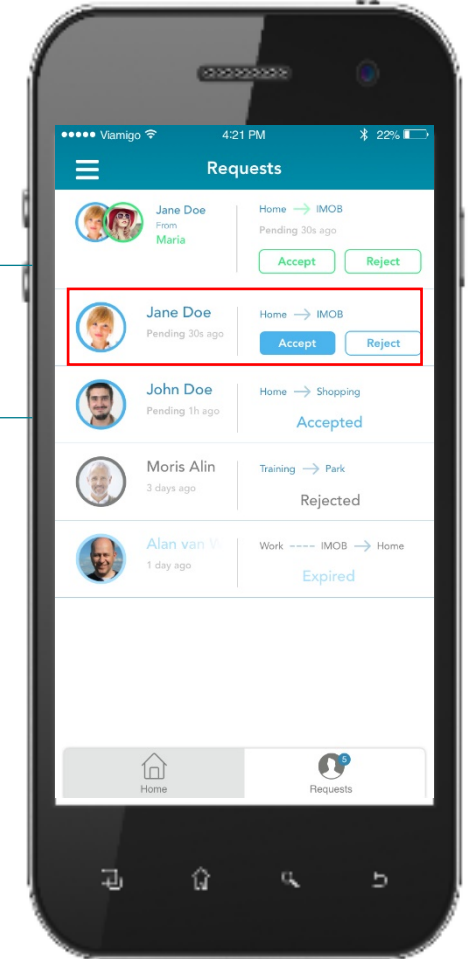 Viamigo 4:21 PM 22%
Requests
Jane Doe Home → IMOB
From Pending 30s ago
Maria
Accept Reject
Jane Doe Home → IMOB
Pending 30s ago
Accept Reject
John Doe Home → Shopping
Pending 1h ago
Accepted
Moris Alin Training → Park
3 days ago
Rejected
Alan van Work ---- IMOB → Home
1 day ago
Expired
5
Home Requests